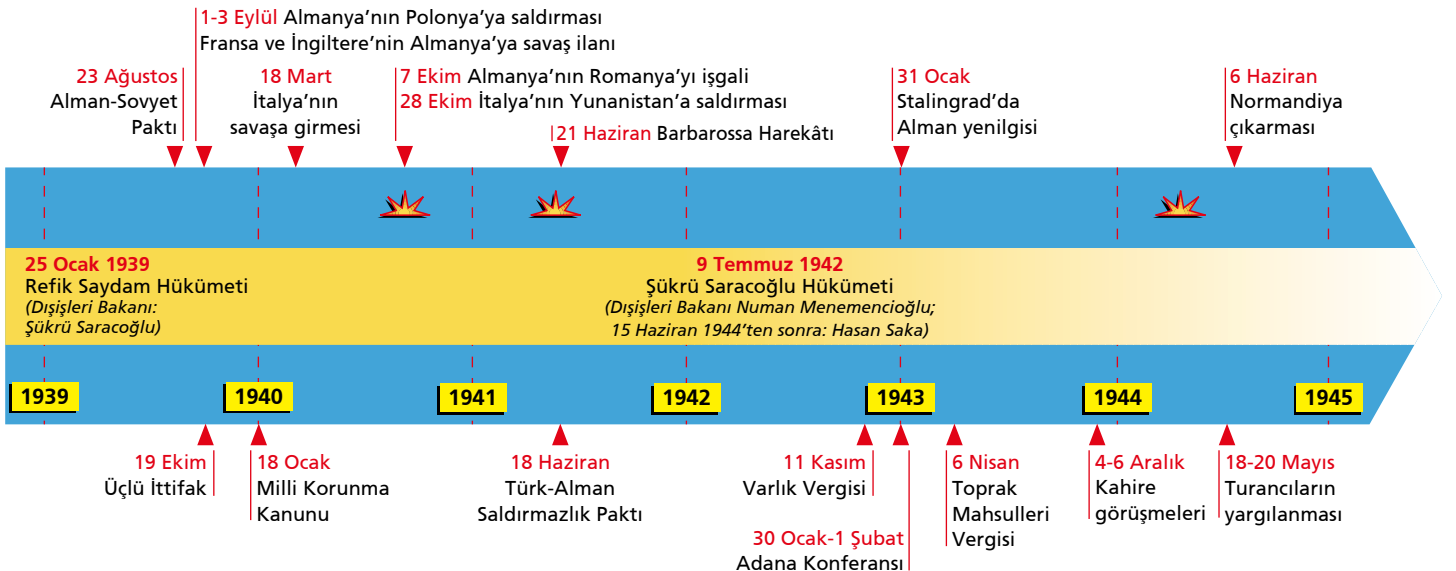 1-3 Eylül Almanya’nın Polonya’ya saldırması
Fransa ve İngiltere’nin Almanya’ya savaş ilanı
23 Ağustos
Alman-Sovyet
Paktı
18 Mart
İtalya’nın
savaşa girmesi
7 Ekim Almanya’nın Romanya’yı işgali
28 Ekim İtalya’nın Yunanistan’a saldırması
21 Haziran Barbarossa Harekâtı
31 Ocak
Stalingrad’da
Alman yenilgisi
6 Haziran
Normandiya
çıkarması
25 Ocak 1939
Refik Saydam Hükümeti
(Dışişleri Bakanı:
Şükrü Saracoğlu)
9 Temmuz 1942
Şükrü Saracoğlu Hükümeti
(Dışişleri Bakanı Numan Menemencioğlu;
15 Haziran 1944’ten sonra: Hasan Saka)
1939
1940
1941
1942
1943
1944
1945
19 Ekim
Üçlü İttifak
18 Ocak
Milli Korunma
Kanunu
18 Haziran
Türk-Alman
Saldırmazlık Paktı
11 Kasım
Varlık Vergisi
30 Ocak-1 Şubat
Adana Konferansı
6 Nisan
Toprak
Mahsulleri
Vergisi
4-6 Aralık
Kahire
görüşmeleri
18-20 Mayıs
Turancıların
yargılanması